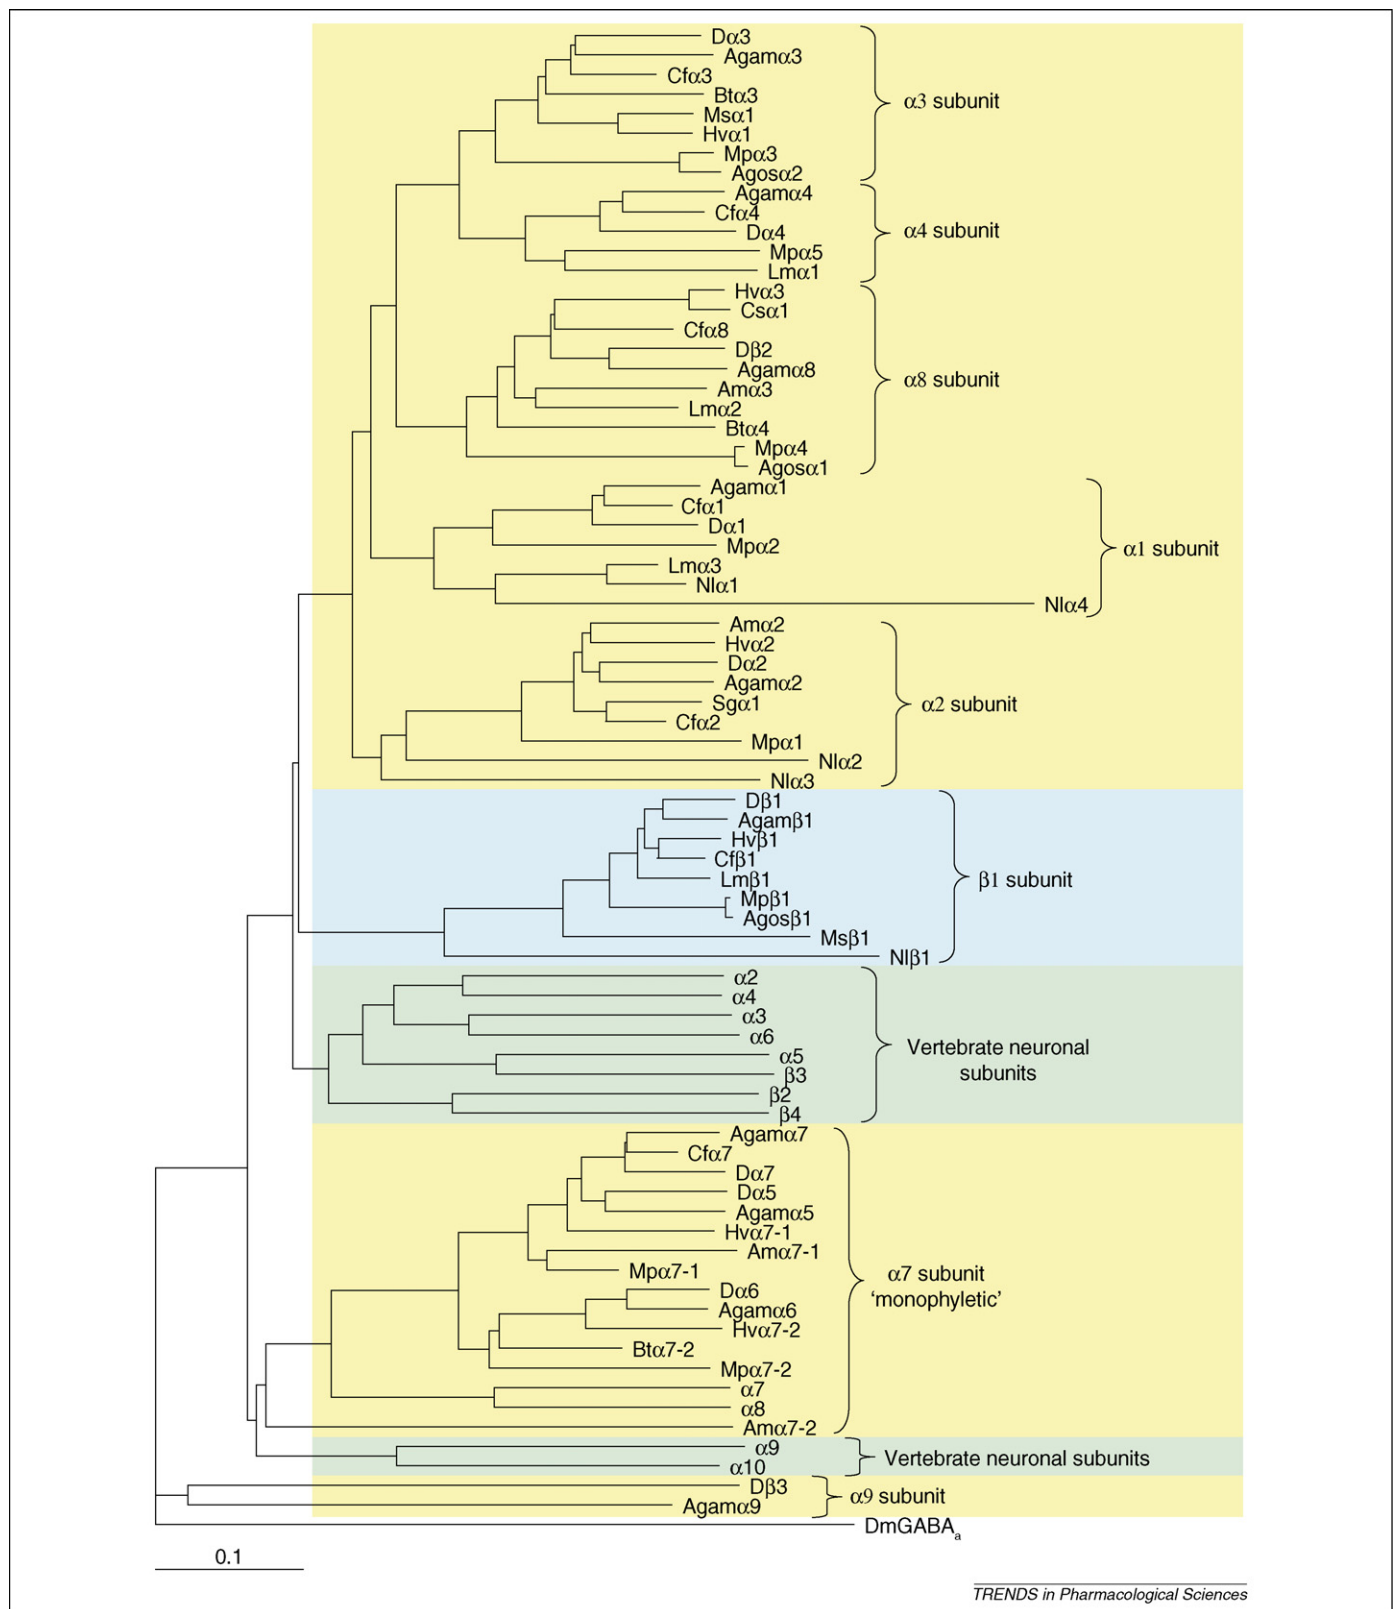 Dα3
Agamα3
Cfα3
Btα3
Msα1
Hvα1
Mpα3
Agosα2
α3 subunit
Agamα4
Cfα4
Dα4
Mpα5
Lmα1
α4 subunit
Hvα3
Csα1
Cfα8
Dβ2
Agamα8
Amα3
Lmα2
Btα4
Mpα4
Agosα1
α8 subunit
Agamα1
Cfα1
Dα1
Mpα2
Lmα3
Nlα1
Nlα4
α1 subunit
Amα2
Hvα2
Dα2
Agamα2
Sgα1
Cfα2
Mpα1
Nlα2
Nlα3
α2 subunit
Dβ1
Agamβ1
Hvβ1
Cfβ1
Lmβ1
Mpβ1
Agosβ1
Msβ1
Nlβ1
β1 subunit
α2
α4
α3
α6
α5
β3
β2
β4
Vertebrate neuronal
subunits
Agamα7
Cfα7
Dα7
Dα5
Agamα5
Hvα7-1
Amα7-1
Mpα7-1
Dα6
Agamα6
Hvα7-2
Btα7-2
Mpα7-2
α7
α8
Amα7-2
α7 subunit
‘monophyletic’
α9
α10
Vertebrate neuronal subunits
Dβ3
Agamα9
α9 subunit
DmGABAa
0.1
TRENDS in Pharmacological Sciences